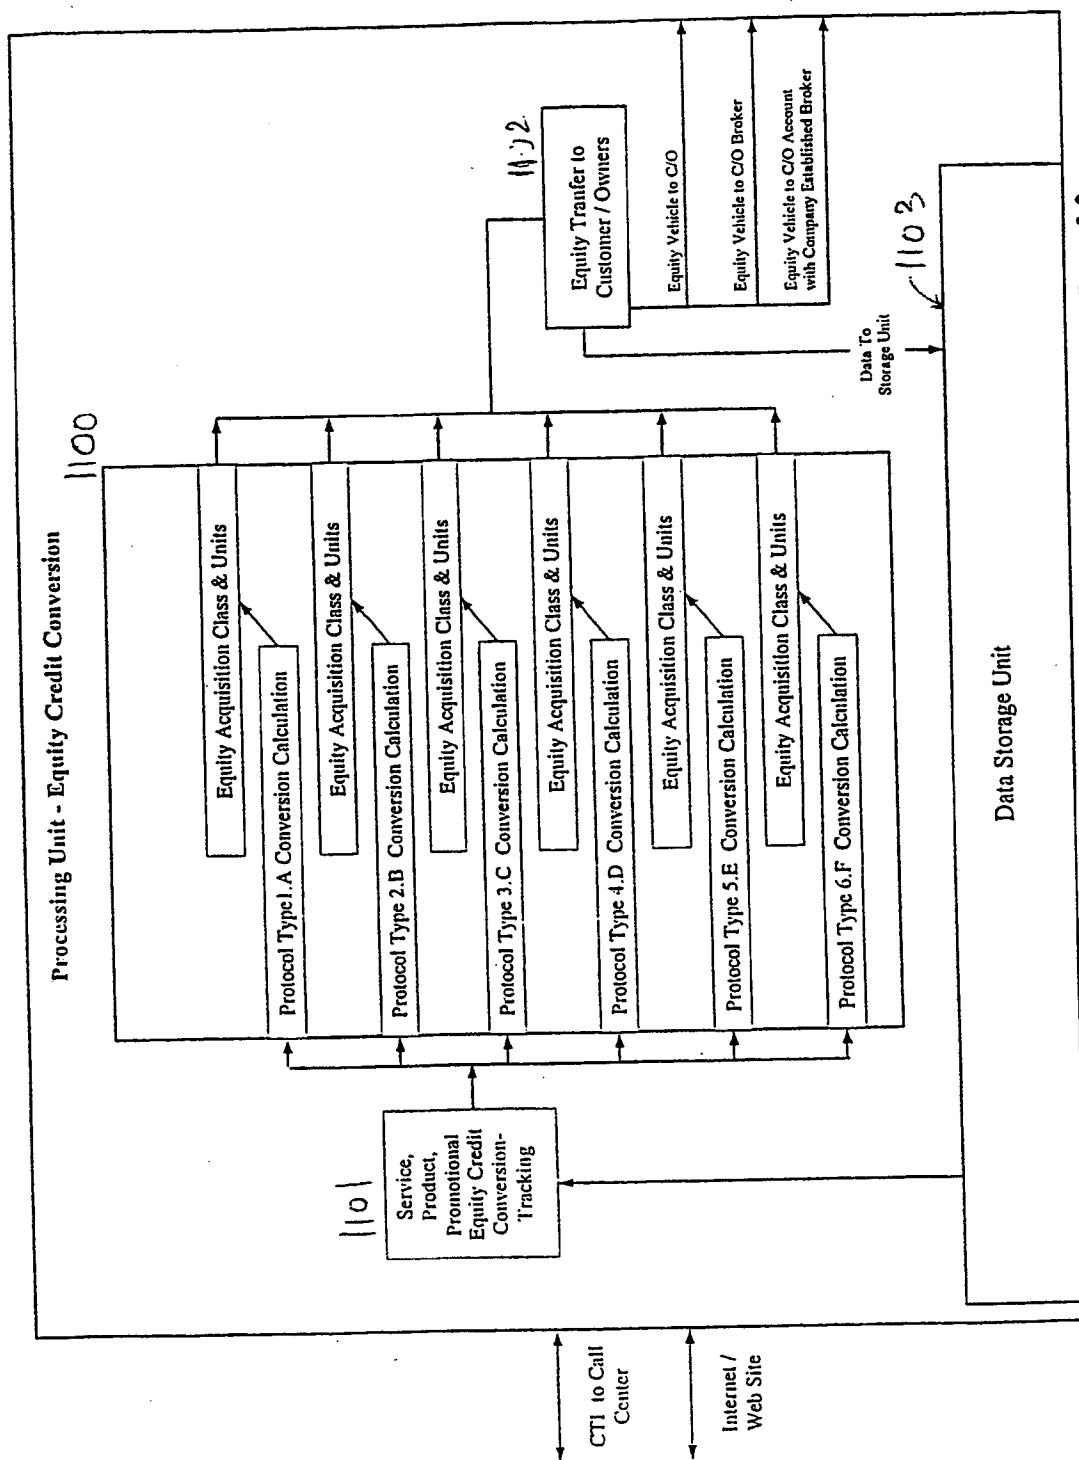 Processing Unit - Equity Credit Conversion
1100
1101
Service,
Product,
Promotional
Equity Credit
Conversion-
Tracking
Equity Acquisition Class & Units
Protocol Type1.A Conversion Calculation
Equity Acquisition Class & Units
Protocol Type 2.B Conversion Calculation
Equity Acquisition Class & Units
Protocol Type 3.C Conversion Calculation
Equity Acquisition Class & Units
Protocol Type 4.D Conversion Calculation
Equity Acquisition Class & Units
Protocol Type 5.E Conversion Calculation
Equity Acquisition Class & Units
Protocol Type 6.F Conversion Calculation
1102
Equity Tranfer to
Customer / Owners
Equity Vehicle to C/O
Equity Vehicle to C/O Broker
Equity Vehicle to C/O Account
with Company Established Broker
Data To
Storage Unit
1103
CTI to Call
Center
Internet /
Web Site
Data Storage Unit